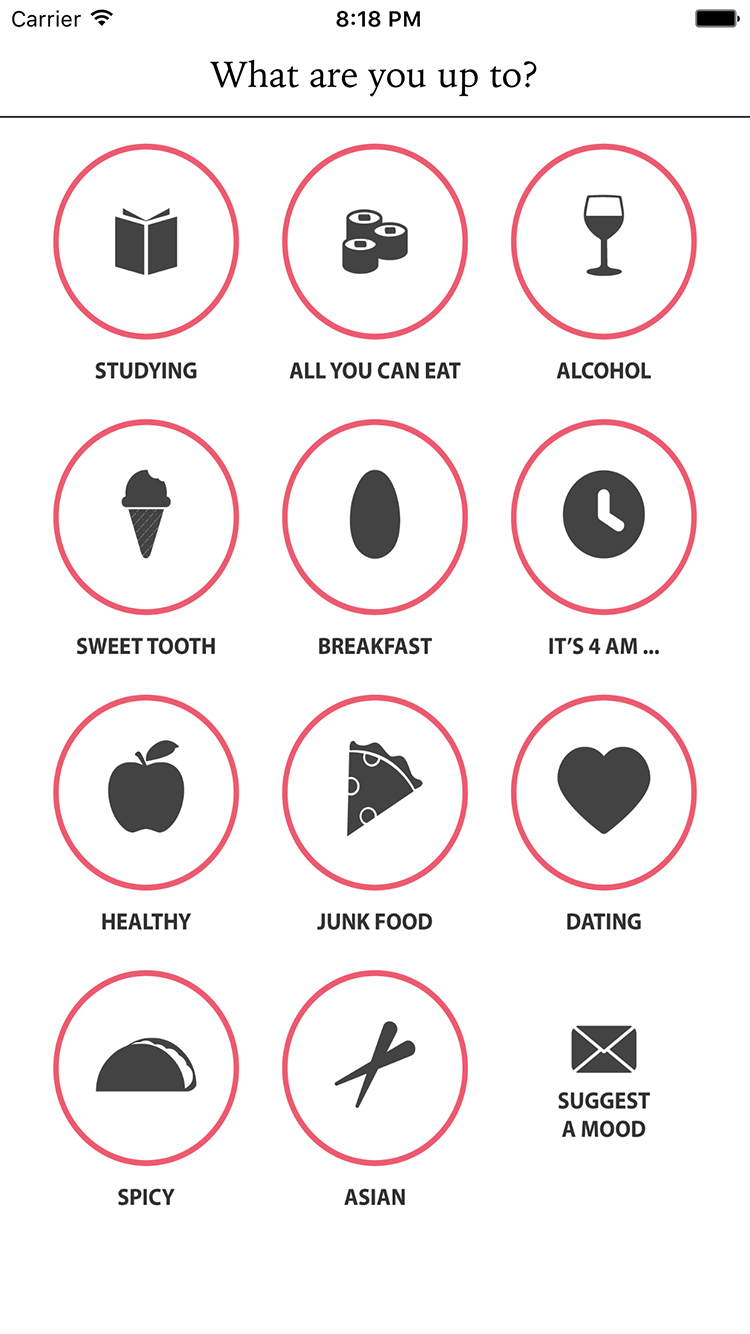 Carrier 8:18 PM
What are you up to?
STUDYING
ALL YOU CAN EAT
ALCOHOL
SWEET TOOTH
BREAKFAST
IT’S 4 AM ...
HEALTHY
JUNK FOOD
DATING
SUGGEST
A MOOD
SPICY
ASIAN